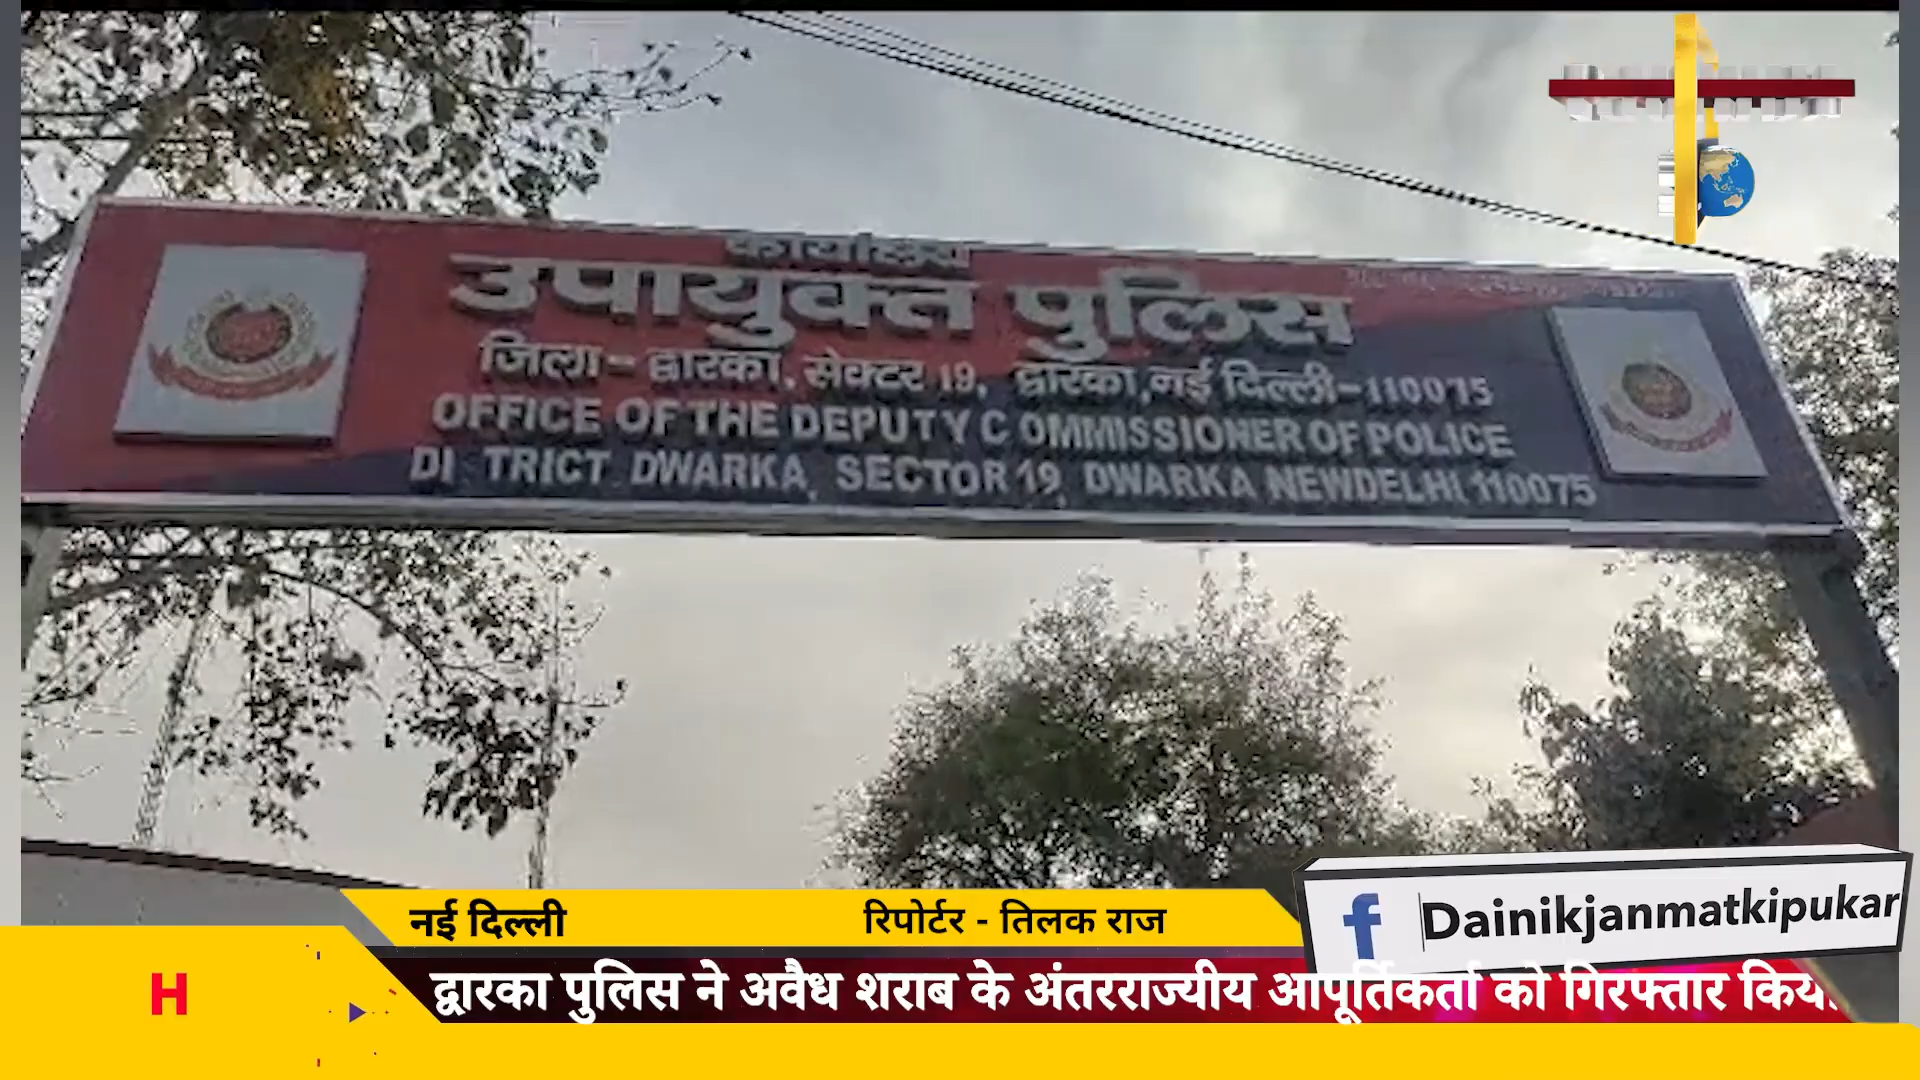 कार्यालय
उपायुक्त पुलिस
जिला- द्वारका, सेक्टर 19, द्वारका, नई दिल्ली-110075
OFFICE OF THE DEPUTY C OMMISSIONER OF POLICE
DI TRICT DWARKA, SECTOR 19, DWARKA NEWDELHI 110075
नई दिल्ली
रिपोर्टर - तिलक राज
Dainikjanmatkipukar
H
द्वारका पुलिस ने अवैध शराब के अंतरराज्यीय आपूर्तिकर्ता को गिरफ्तार किया